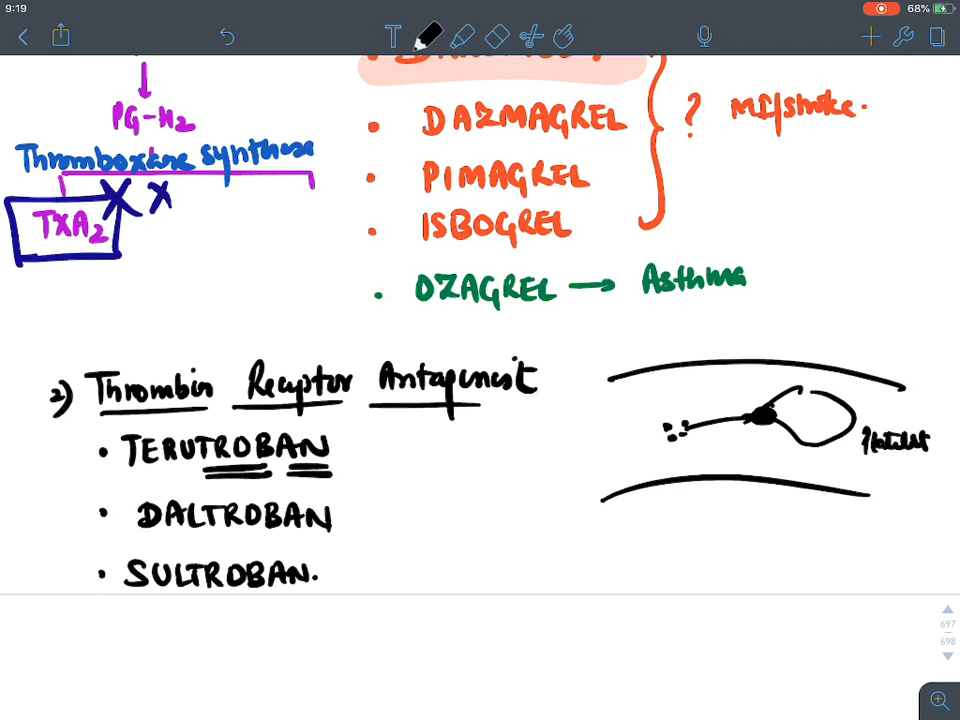 9:19
68%
T
PG-H2
Thromboxane synthase
TXA2
X X
• DAZMAGREL
• PIMAGREL
• ISBOGREL
? MI/stroke.
• OZAGREL → Asthma
2) Thrombin Receptor Antagonist
• TERUTROBAN
• DALTROBAN
• SULTROBAN.
Platelet
697
698